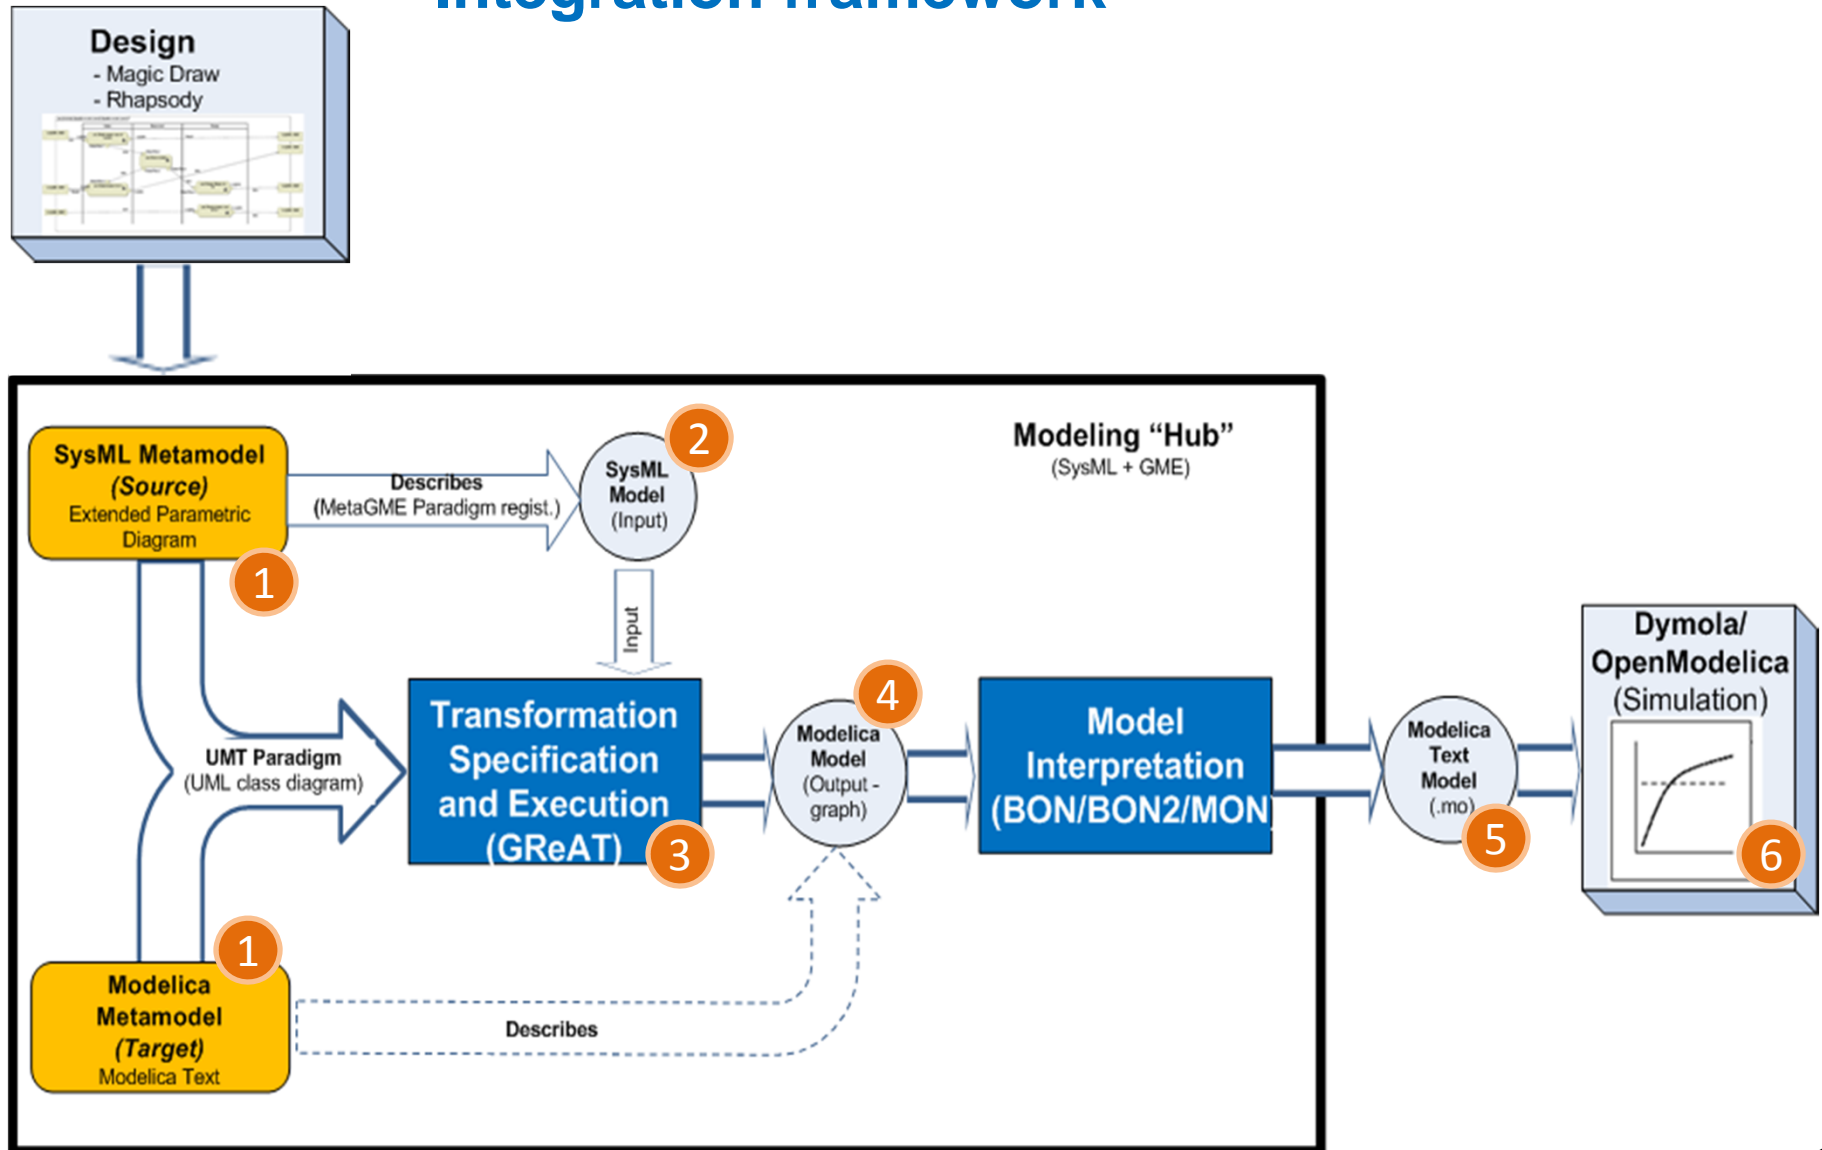 Integration framework
Design
- Magic Draw
- Rhapsody
SysML Metamodel
(Source)
Extended Parametric
Diagram
1
Describes
(MetaGME Paradigm regist.)
SysML
Model
(Input)
2
Modeling “Hub”
(SysML + GME)
Input
UMT Paradigm
(UML class diagram)
Transformation
Specification
and Execution
(GReAT)
3
Modelica
Model
(Output -
graph)
4
Model
Interpretation
(BON/BON2/MON
Modelica
Text
Model
(.mo)
5
Dymola/
OpenModelica
(Simulation)
6
1
Modelica
Metamodel
(Target)
Modelica Text
Describes